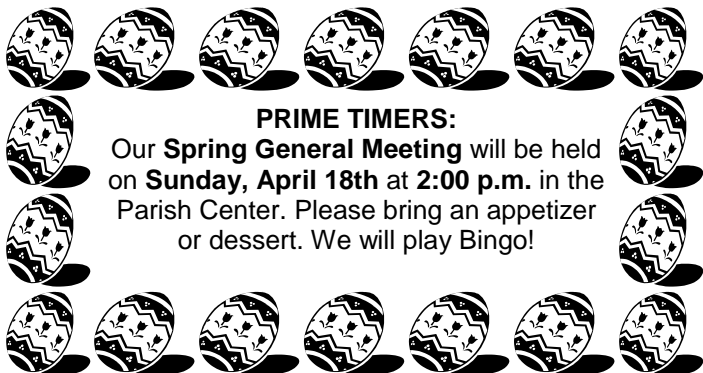 PRIME TIMERS:
Our Spring General Meeting will be held
on Sunday, April 18th at 2:00 p.m. in the
Parish Center. Please bring an appetizer
or dessert. We will play Bingo!